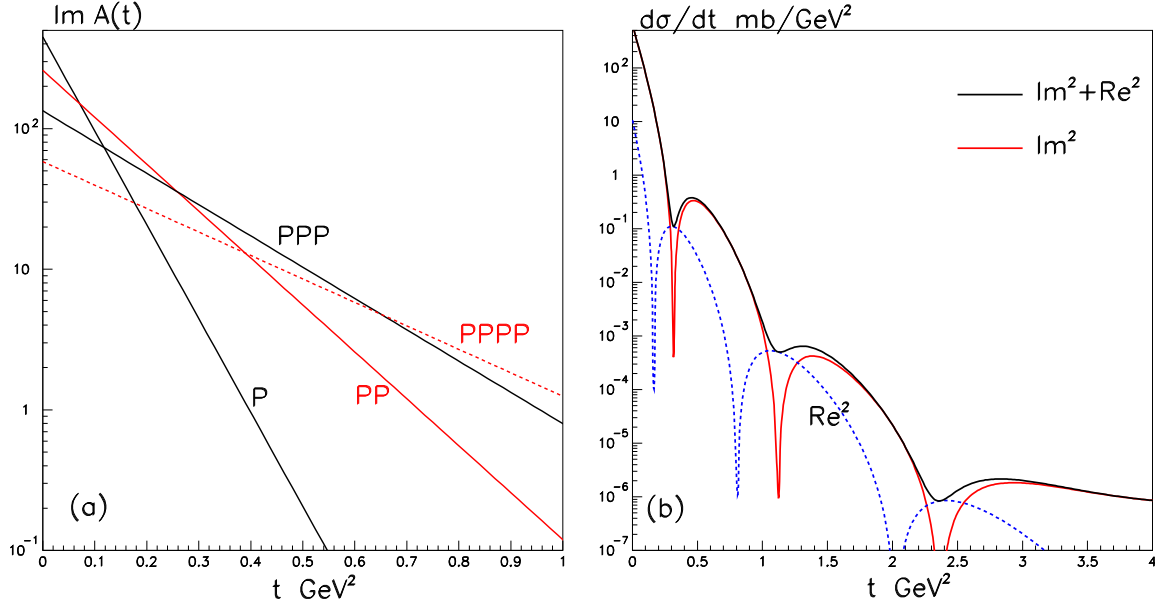 Im A(t)
10²
10
1
10⁻¹
PPP
PPPP
P
PP
(a)
0 0.1 0.2 0.3 0.4 0.5 0.6 0.7 0.8 0.9 1
t GeV²
dσ/dt mb/GeV²
10²
10
1
10⁻¹
10⁻²
10⁻³
10⁻⁴
10⁻⁵
10⁻⁶
10⁻⁷
Im²+Re²
Im²
Re²
(b)
0 0.5 1 1.5 2 2.5 3 3.5 4
t GeV²